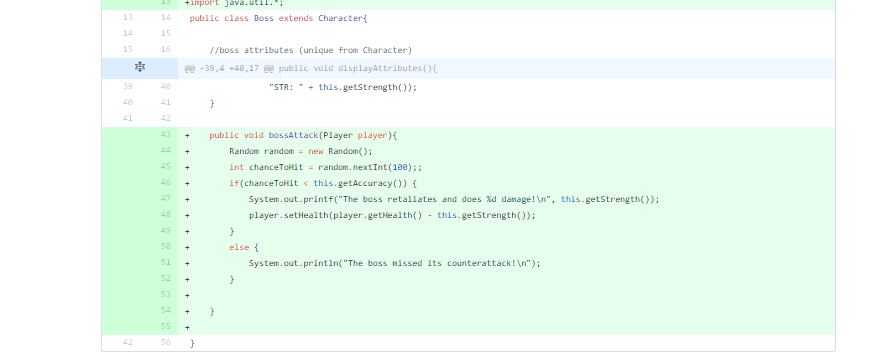 13 +import java.util.*;
13 14 public class Boss extends Character{
14 15
15 16 //boss attributes (unique from Character)
@@ -39,4 +40,17 @@ public void displayAttributes(){
39 40 "STR: " + this.getStrength());
40 41 }
41 42
43 + public void bossAttack(Player player){
44 + Random random = new Random();
45 + int chanceToHit = random.nextInt(100);;
46 + if(chanceToHit < this.getAccuracy()) {
47 + System.out.printf("The boss retaliates and does %d damage!\n", this.getStrength());
48 + player.setHealth(player.getHealth() - this.getStrength());
49 + }
50 + else {
51 + System.out.println("The boss missed its counterattack!\n");
52 + }
53 +
54 + }
55 +
42 56 }